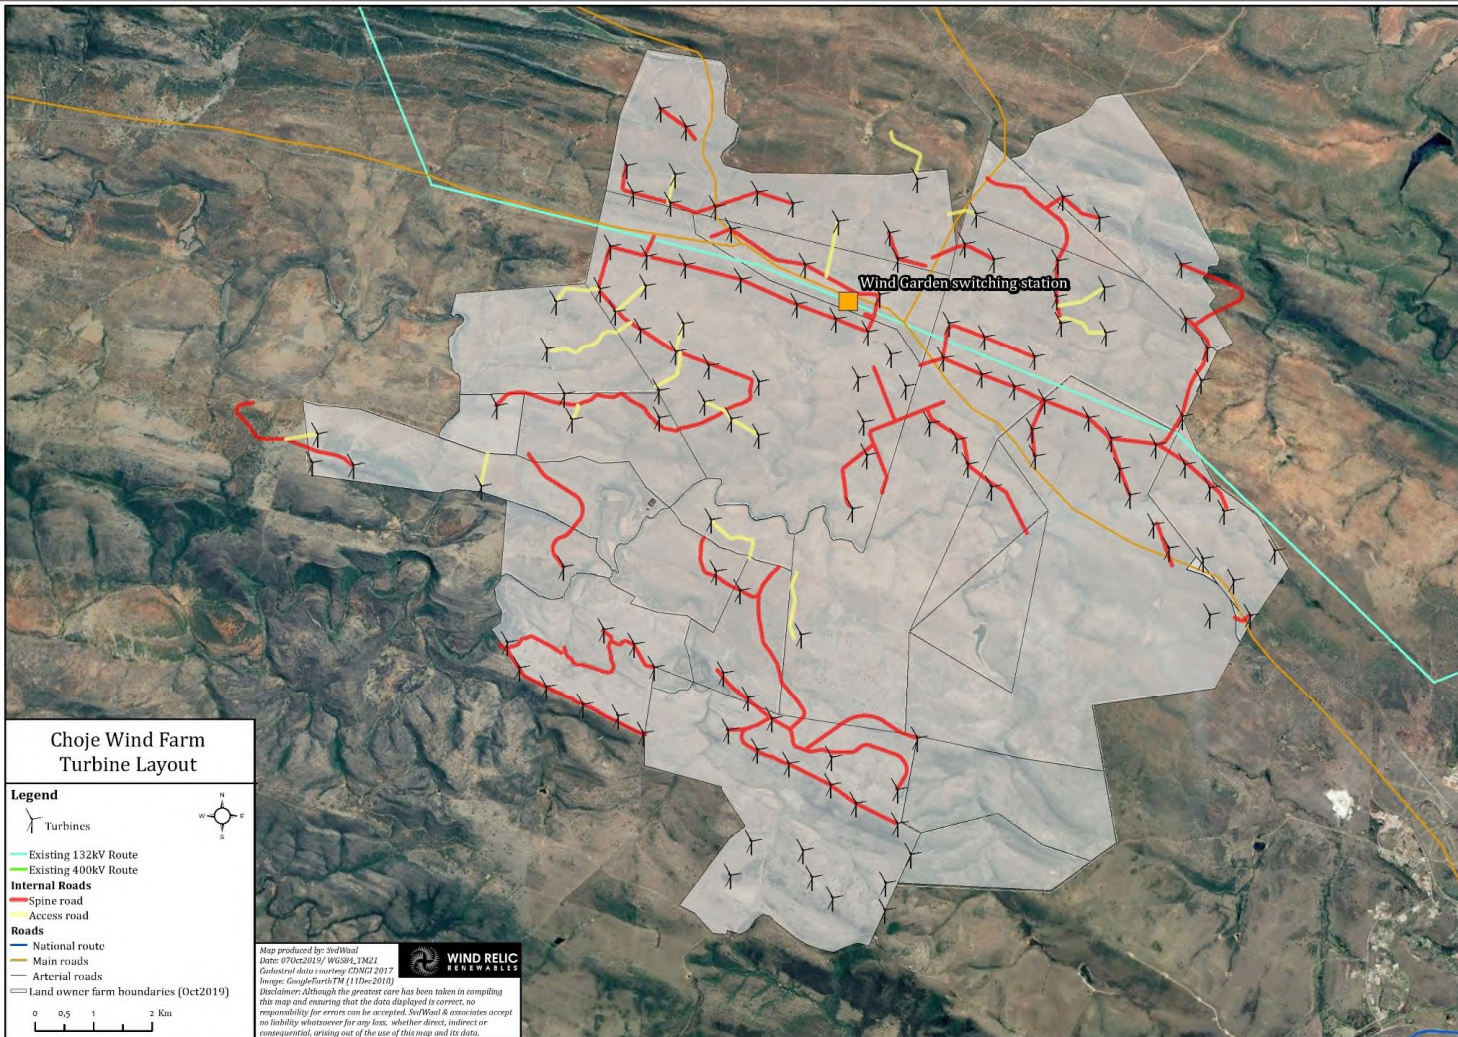 Wind Garden switching station
Choje Wind Farm
Turbine Layout
Legend
N
W
E
S
Turbines
Existing 132kV Route
Existing 400kV Route
Internal Roads
Spine road
Access road
Roads
National route
Main roads
Arterial roads
Land owner farm boundaries (Oct2019)
0 0,5 1 2 Km
Map produced by: SvdWaal
Date: 07Oct2019/ WGS84_TM21
Cadastral data courtesy CDNGI 2017
Image: GoogleEarthTM (11Dec2018)
Disclaimer: Although the greatest care has been taken in compiling
this map and ensuring that the data displayed is correct, no
responsibility for errors can be accepted. SvdWaal & associates accept
no liability whatsoever for any loss, whether direct, indirect or
consequential, arising out of the use of this map and its data.
WIND RELIC
RENEWABLES